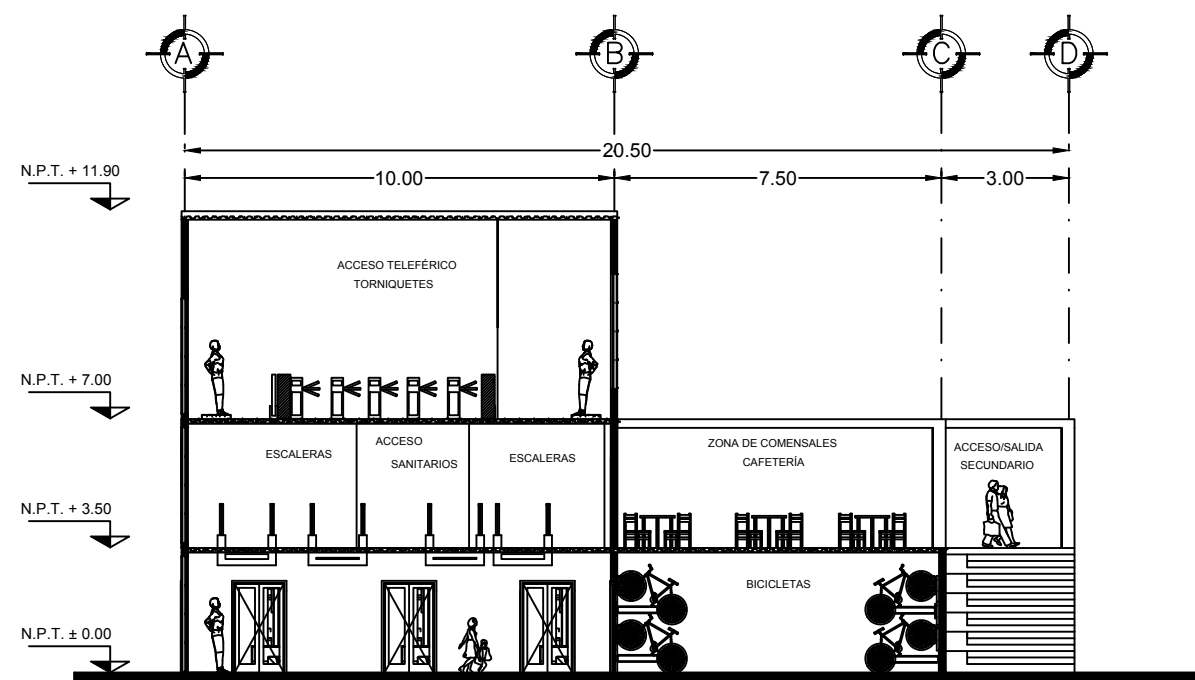 A
B
C
D
20.50
N.P.T. + 11.90
10.00
7.50
3.00
ACCESO TELEFÉRICO
TORNIQUETES
N.P.T. + 7.00
ESCALERAS
ACCESO
SANITARIOS
ESCALERAS
ZONA DE COMENSALES
CAFETERÍA
ACCESO/SALIDA
SECUNDARIO
N.P.T. + 3.50
BICICLETAS
N.P.T. ± 0.00